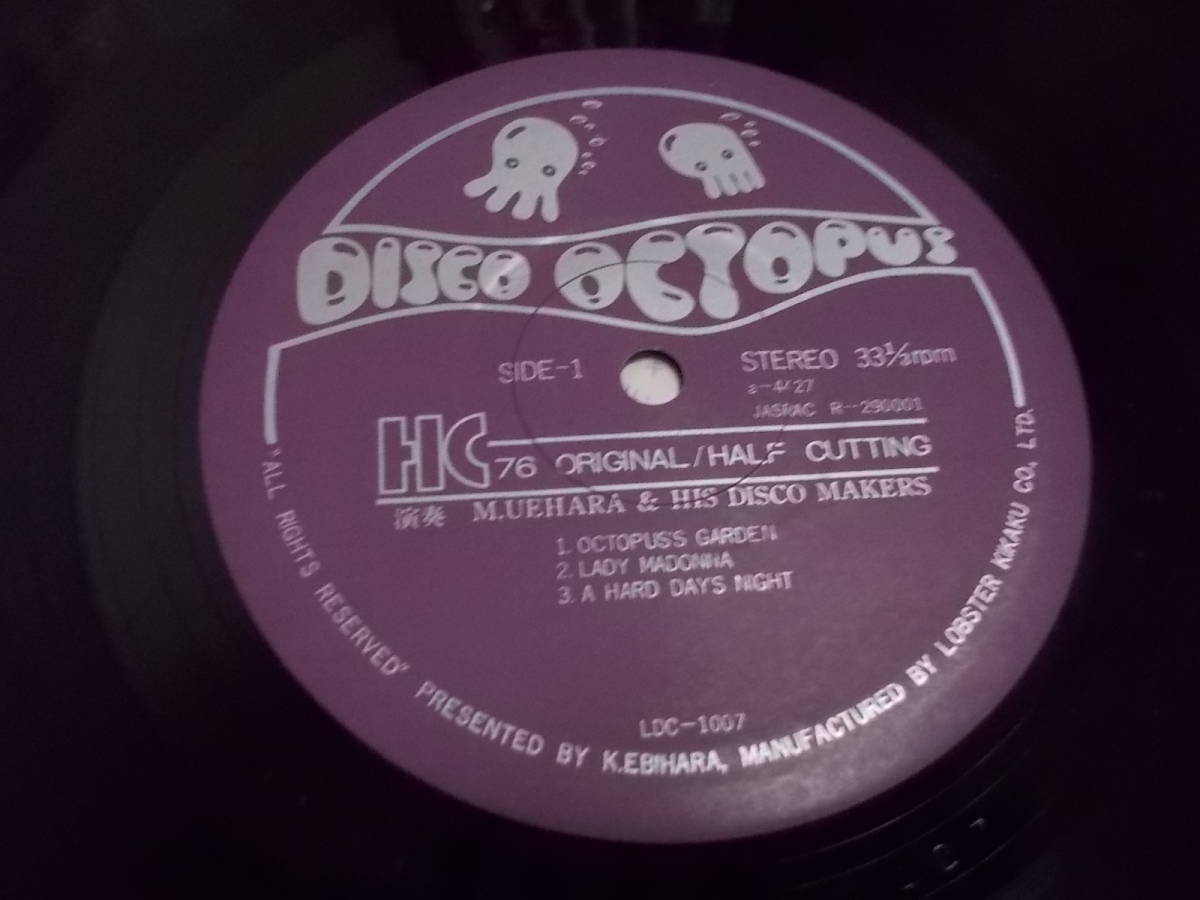 DISCO OCTOPUS
SIDE-1
STEREO 33⅓rpm
a-4427
JASRAC R-290001
HC 76 ORIGINAL/HALF CUTTING
演奏 M.UEHARA & HIS DISCO MAKERS
1. OCTOPUS'S GARDEN
2. LADY MADONNA
3. A HARD DAYS NIGHT
LDC-1007
"ALL RIGHTS RESERVED" PRESENTED BY K.EBIHARA, MANUFACTURED BY LOBSTER KIKAKU CO., LTD.